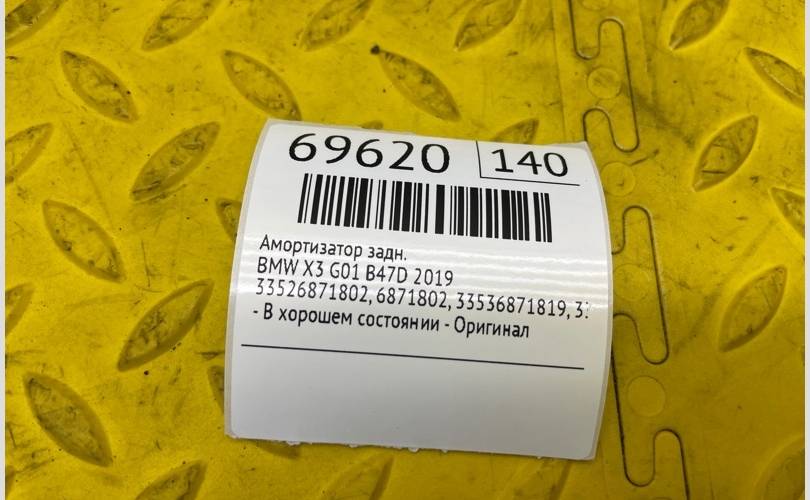 69620 140
Амортизатор задн.
BMW X3 G01 B47D 2019
33526871802, 6871802, 33536871819,
- В хорошем состоянии - Оригинал